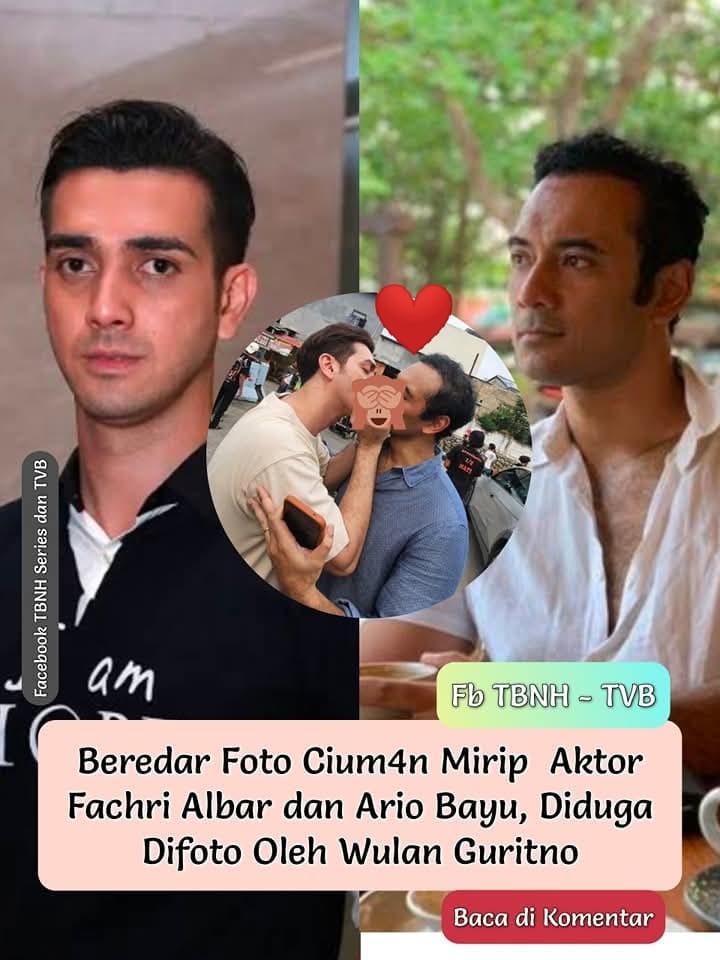 Facebook TBNH Series dan TVB
am
Fb TBNH - TVB
Beredar Foto Cium4n Mirip Aktor
Fachri Albar dan Ario Bayu, Diduga
Difoto Oleh Wulan Guritno
Baca di Komentar